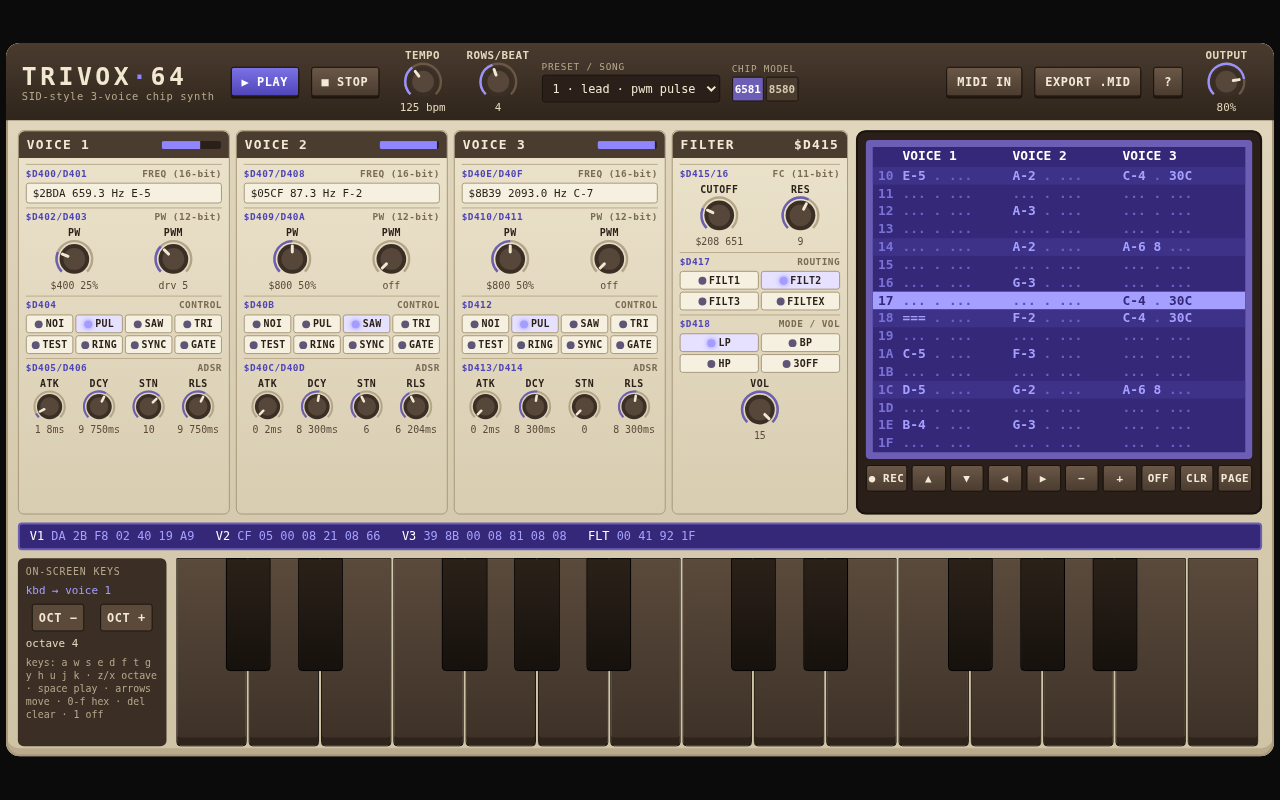 TRIVOX·64
SID-style 3-voice chip synth
▶ PLAY
■ STOP
TEMPO
125 bpm
ROWS/BEAT
4
PRESET / SONG
1 · lead · pwm pulse
CHIP MODEL
6581 8580
MIDI IN
EXPORT .MID
?
OUTPUT
80%
VOICE 1
$D400/D401 FREQ (16-bit)
$2BDA 659.3 Hz E-5
$D402/D403 PW (12-bit)
PW PWM
$400 25% drv 5
$D404 CONTROL
NOI PUL SAW TRI
TEST RING SYNC GATE
$D405/D406 ADSR
ATK DCY STN RLS
1 8ms 9 750ms 10 9 750ms
VOICE 2
$D407/D408 FREQ (16-bit)
$05CF 87.3 Hz F-2
$D409/D40A PW (12-bit)
PW PWM
$800 50% off
$D40B CONTROL
NOI PUL SAW TRI
TEST RING SYNC GATE
$D40C/D40D ADSR
ATK DCY STN RLS
0 2ms 8 300ms 6 6 204ms
VOICE 3
$D40E/D40F FREQ (16-bit)
$8B39 2093.0 Hz C-7
$D410/D411 PW (12-bit)
PW PWM
$800 50% off
$D412 CONTROL
NOI PUL SAW TRI
TEST RING SYNC GATE
$D413/D414 ADSR
ATK DCY STN RLS
0 2ms 8 300ms 0 8 300ms
FILTER $D415
$D415/16 FC (11-bit)
CUTOFF RES
$208 651 9
$D417 ROUTING
FILT1 FILT2
FILT3 FILTEX
$D418 MODE / VOL
LP BP
HP 3OFF
VOL
15
VOICE 1 VOICE 2 VOICE 3
10 E-5 . ... A-2 . ... C-4 . 30C
11 ... . ... ... . ... ... . ...
12 ... . ... A-3 . ... ... . ...
13 ... . ... ... . ... ... . ...
14 ... . ... A-2 . ... A-6 8 ...
15 ... . ... ... . ... ... . ...
16 ... . ... G-3 . ... ... . ...
17 ... . ... ... . ... C-4 . 30C
18 === . ... F-2 . ... C-4 . 30C
19 ... . ... ... . ... ... . ...
1A C-5 . ... F-3 . ... ... . ...
1B ... . ... ... . ... ... . ...
1C D-5 . ... G-2 . ... A-6 8 ...
1D ... . ... ... . ... ... . ...
1E B-4 . ... G-3 . ... ... . ...
1F ... . ... ... . ... ... . ...
● REC ▲ ▼ ◀ ▶ − + OFF CLR PAGE
V1 DA 2B F8 02 40 19 A9 V2 CF 05 00 08 21 08 66 V3 39 8B 00 08 81 08 08 FLT 00 41 92 1F
ON-SCREEN KEYS
kbd → voice 1
OCT − OCT +
octave 4
keys: a w s e d f t g
y h u j k · z/x octave
· space play · arrows
move · 0-f hex · del
clear · 1 off